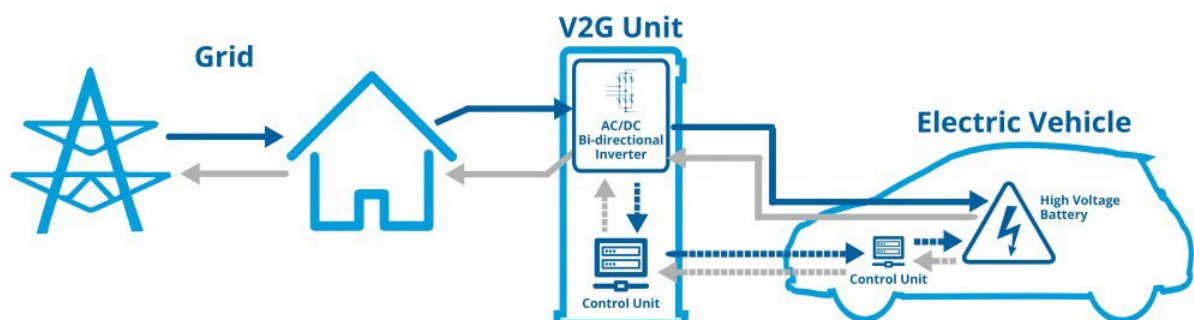 V2G Unit
Grid
AC/DC
Bi-directional
Inverter
Electric Vehicle
High Voltage
Battery
Control Unit
Control Unit